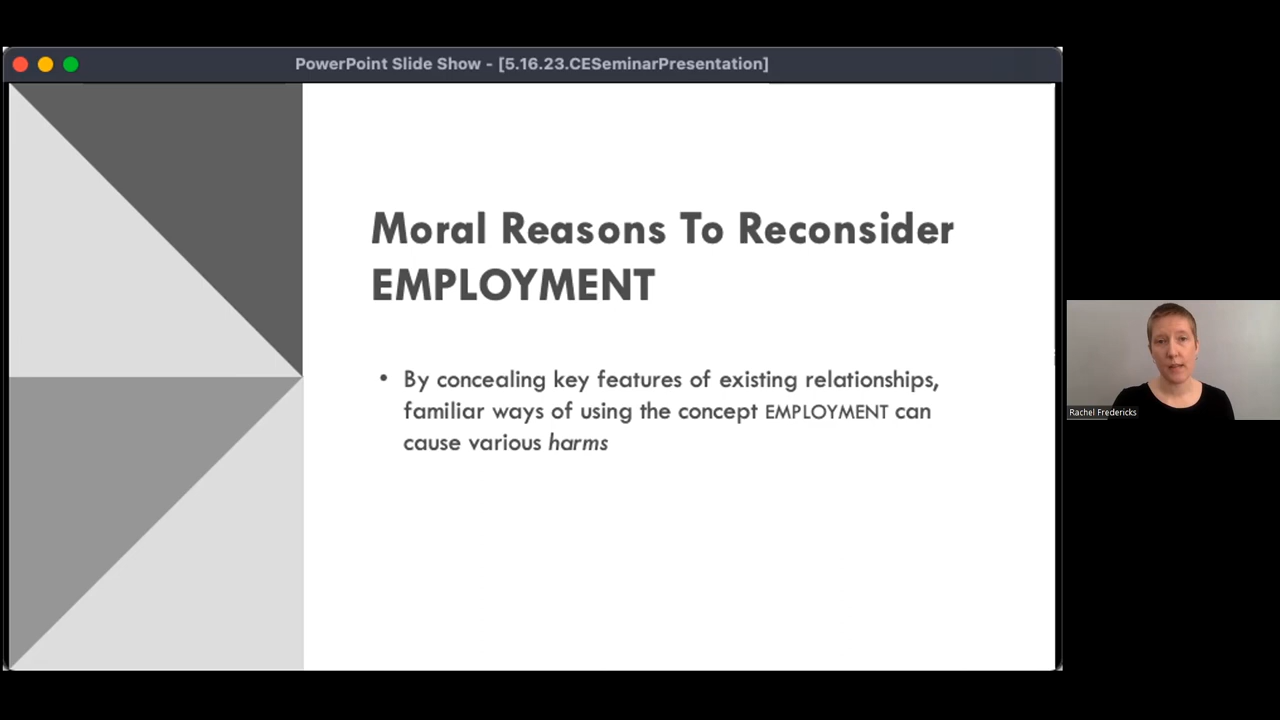 PowerPoint Slide Show - [5.16.23.CESeminarPresentation]
Moral Reasons To Reconsider
EMPLOYMENT
• By concealing key features of existing relationships,
familiar ways of using the concept EMPLOYMENT can
cause various harms
Rachel Fredericks